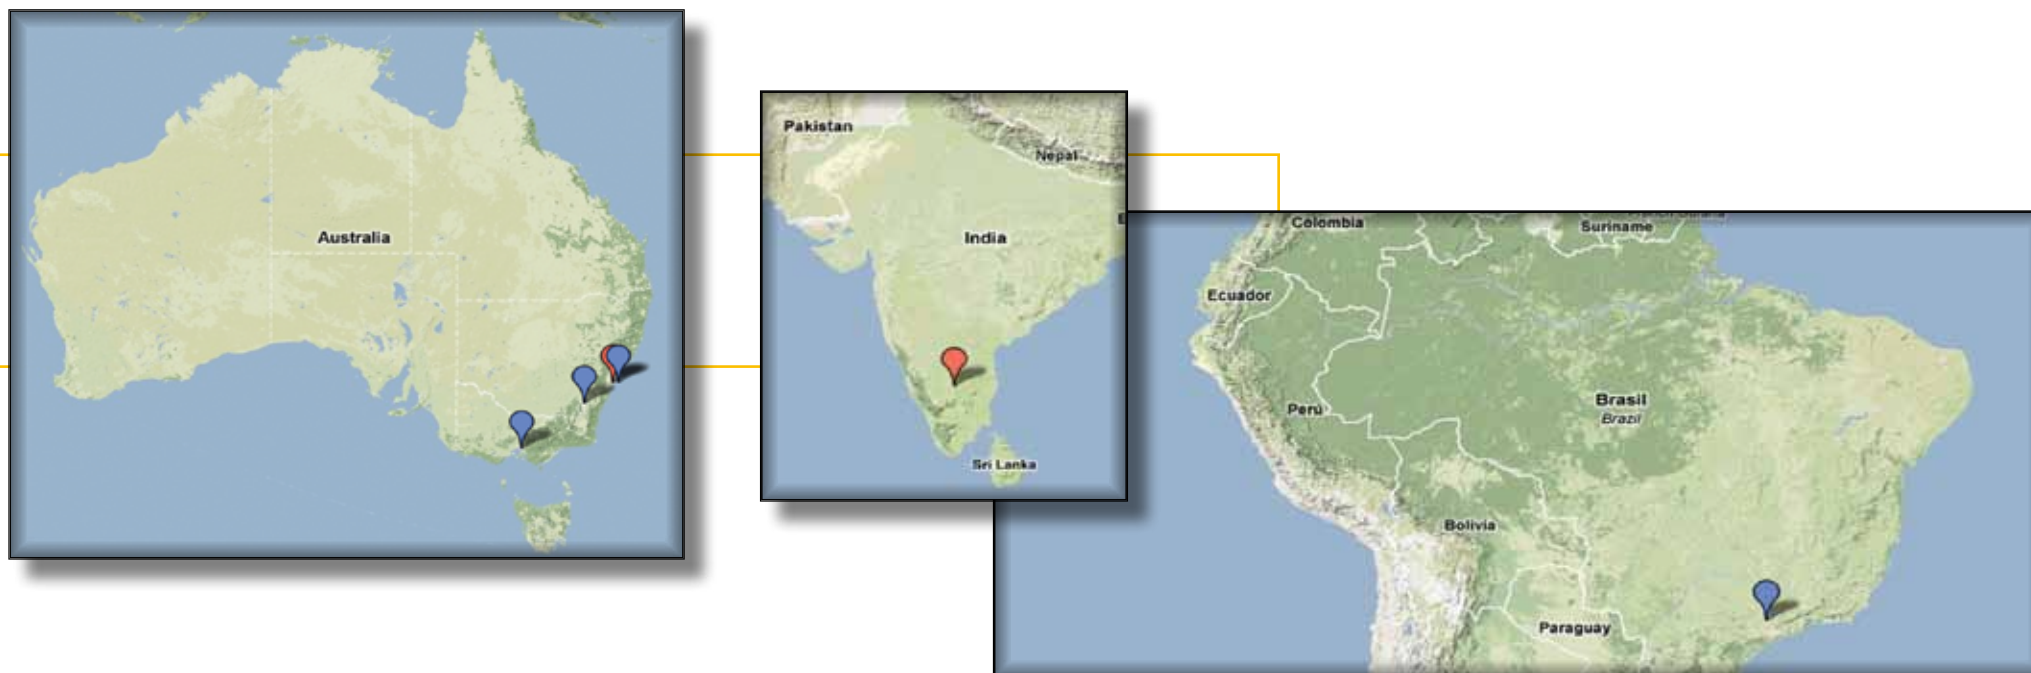 Australia
Pakistan
Nepal
India
Sri Lanka
Colombia
Suriname
Ecuador
Perú
Brasil
Brazil
Bolivia
Paraguay